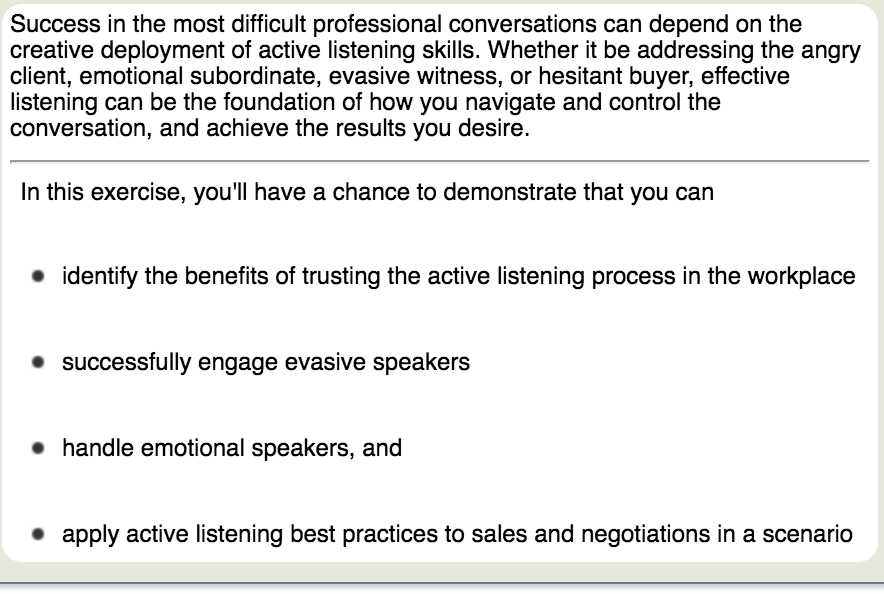 Success in the most difficult professional conversations can depend on the
creative deployment of active listening skills. Whether it be addressing the angry
client, emotional subordinate, evasive witness, or hesitant buyer, effective
listening can be the foundation of how you navigate and control the
conversation, and achieve the results you desire.
In this exercise, you'll have a chance to demonstrate that you can
• identify the benefits of trusting the active listening process in the workplace
• successfully engage evasive speakers
• handle emotional speakers, and
• apply active listening best practices to sales and negotiations in a scenario